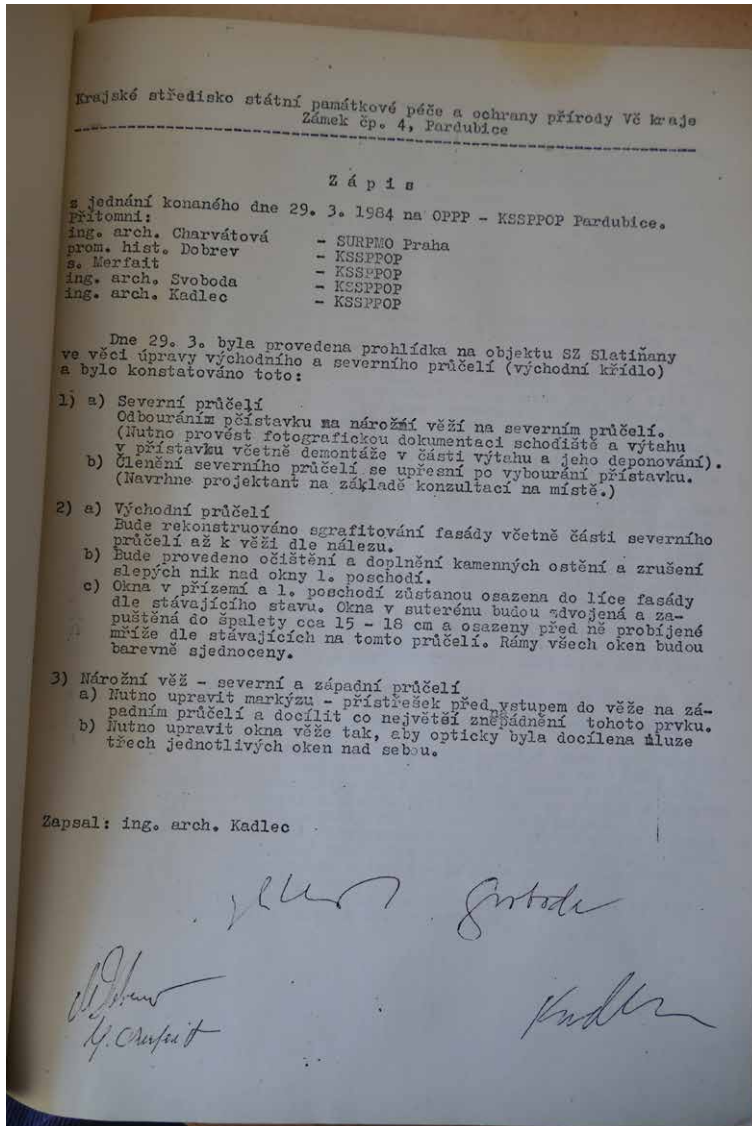 Krajské středisko státní památkové péče a ochrany přírody Vč kraje
Zámek čp. 4, Pardubice
Z á p i s
z jednání konaného dne 29. 3. 1984 na OPPP - KSSPPOP Pardubice.
Přítomni:
ing. arch. Charvátová - SURPMO Praha
prom. hist. Dobrev - KSSPPOP
s. Merfait - KSSPPOP
ing. arch. Svoboda - KSSPPOP
ing. arch. Kadlec - KSSPPOP
Dne 29. 3. byla provedena prohlídka na objektu SZ Slatiňany
ve věci úpravy východního a severního průčelí (východní křídlo)
a bylo konstatováno toto:
1) a) Severní průčelí
Odbouráním přístavku na nárožní věží na severním průčelí.
(Nutno provést fotografickou dokumentaci schodiště a výtahu
v přístavku včetně demontáže v části výtahu a jeho deponování).
b) Členění severního průčelí se upřesní po vybourání přístavku.
(Navrhne projektant na základě konzultací na místě.)
2) a) Východní průčelí
Bude rekonstruováno sgrafitování fasády včetně části severního
průčelí až k věži dle nálezu.
b) Bude provedeno očištění a doplnění kamenných ostění a zrušení
slepých nik nad okny 1. poschodí.
c) Okna v přízemí a 1. poschodí zůstanou osazena do líce fasády
dle stávajícího stavu. Okna v suterénu budou zdvojená a za-
puštěná do špalety cca 15 - 18 cm a osazeny před ně probíjené
mříže dle stávajících na tomto průčelí. Rámy všech oken budou
barevně sjednoceny.
3) Nárožní věž - severní a západní průčelí
a) Nutno upravit markýzu - přístřešek před vstupem do věže na zá-
padním průčelí a docílit co největší znepádnění tohoto prvku.
b) Nutno upravit okna věže tak, aby opticky byla docílena iluze
třech jednotlivých oken nad sebou.
Zapsal: ing. arch. Kadlec
Svoboda
Kadlec